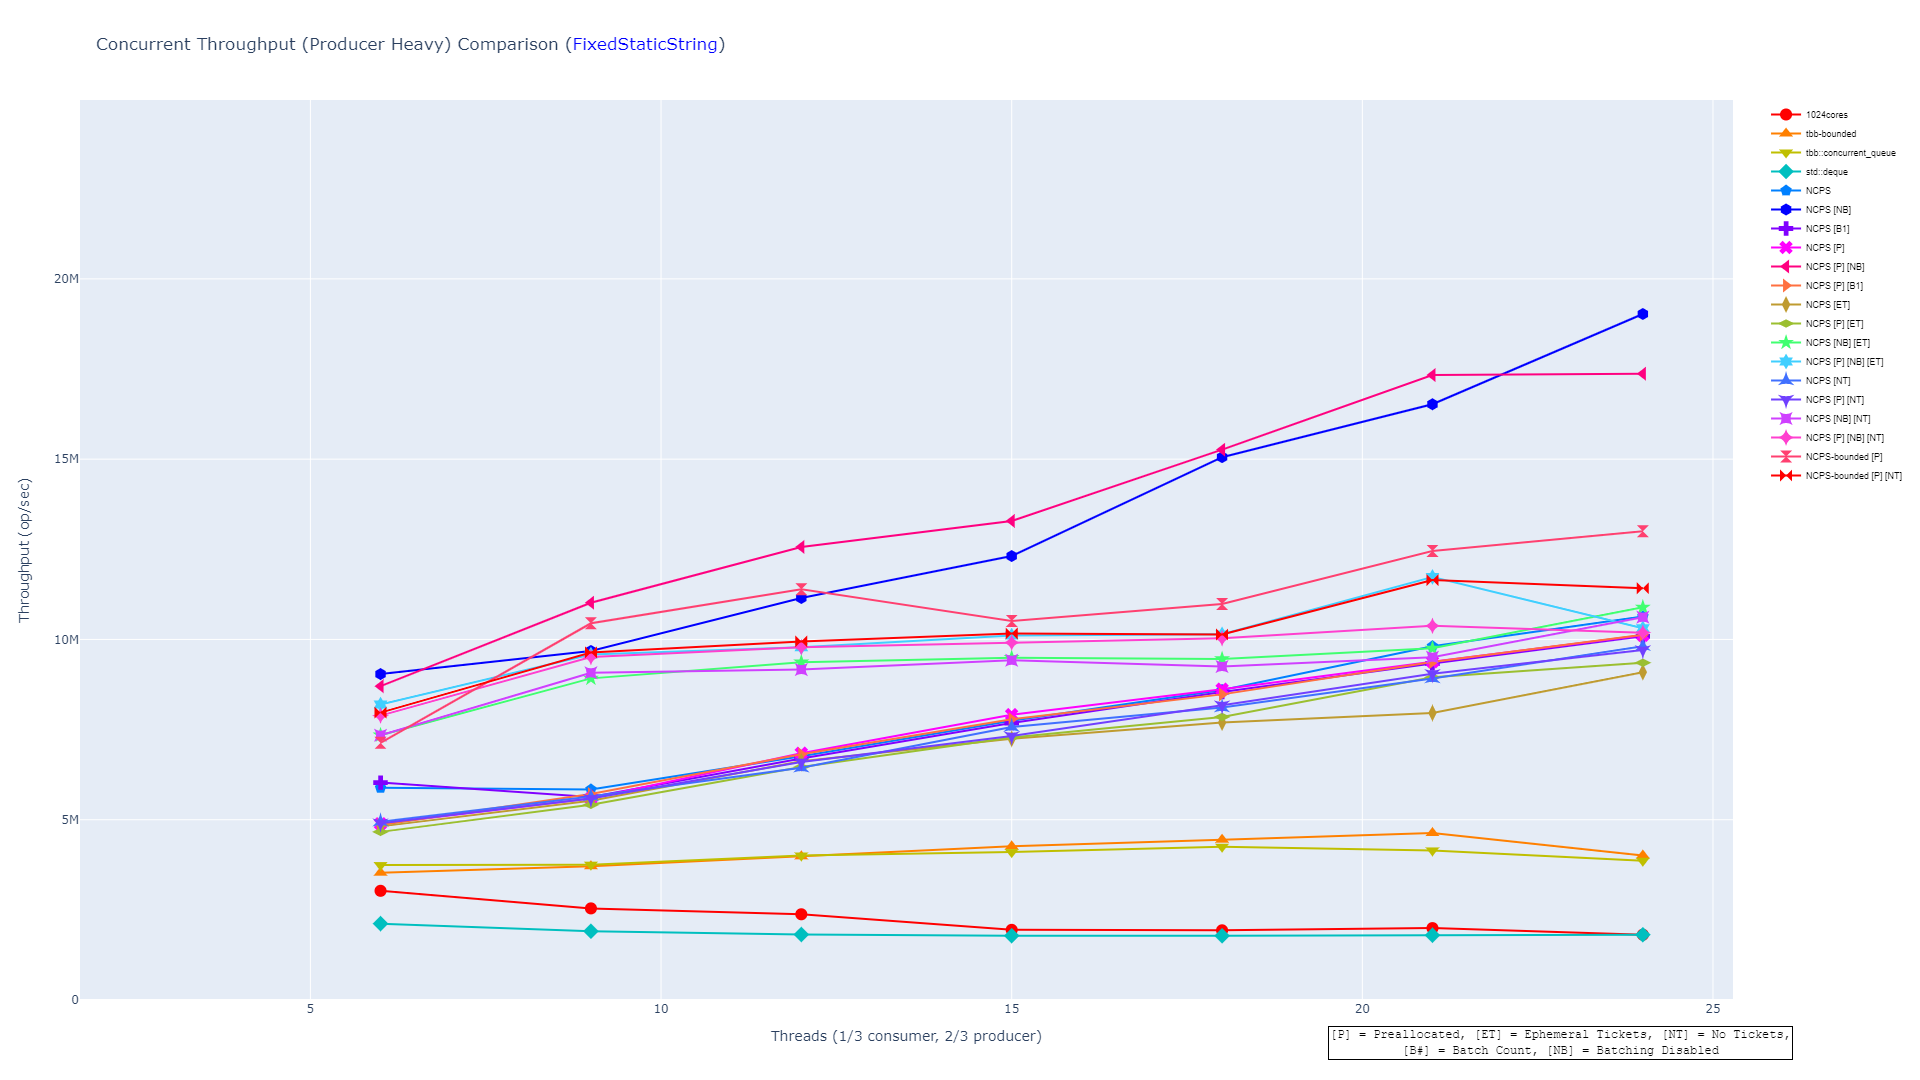 Concurrent Throughput (Producer Heavy) Comparison (FixedStaticString)
1024cores
tbb-bounded
tbb::concurrent_queue
std::deque
NCPS
NCPS [NB]
NCPS [B1]
NCPS [P]
NCPS [P] [NB]
NCPS [P] [B1]
NCPS [ET]
NCPS [P] [ET]
NCPS [NB] [ET]
NCPS [P] [NB] [ET]
NCPS [NT]
NCPS [P] [NT]
NCPS [NB] [NT]
NCPS [P] [NB] [NT]
NCPS-bounded [P]
NCPS-bounded [P] [NT]
20M
15M
10M
5M
0
Throughput (op/sec)
5
10
15
20
25
Threads (1/3 consumer, 2/3 producer)
[P] = Preallocated, [ET] = Ephemeral Tickets, [NT] = No Tickets,
[B#] = Batch Count, [NB] = Batching Disabled